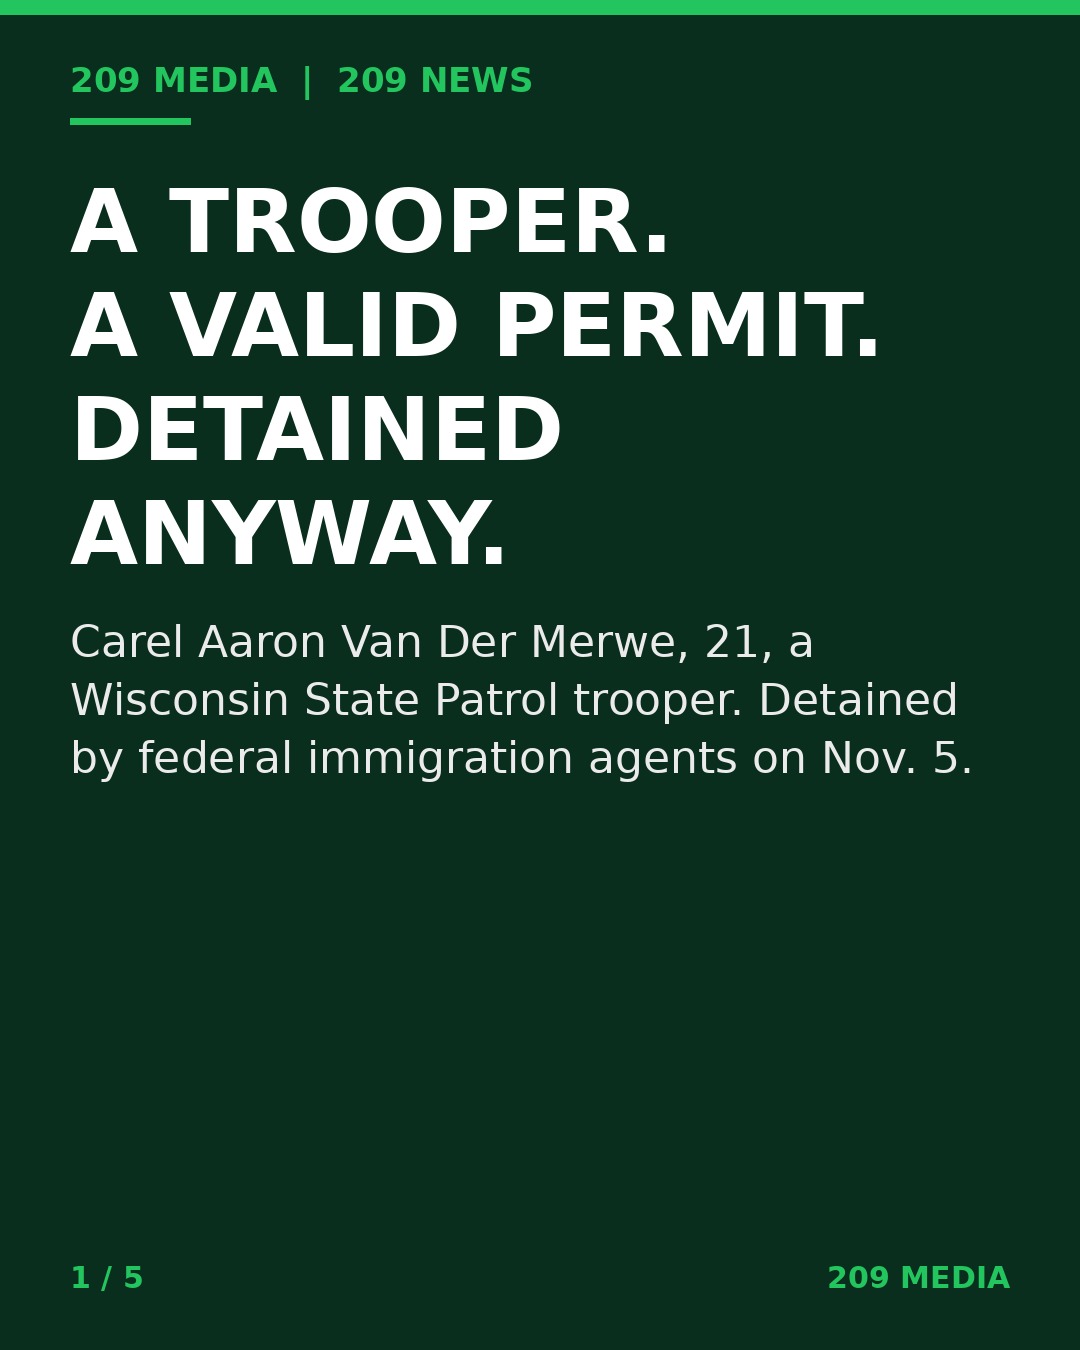 209 MEDIA | 209 NEWS
A TROOPER.
A VALID PERMIT.
DETAINED
ANYWAY.
Carel Aaron Van Der Merwe, 21, a
Wisconsin State Patrol trooper. Detained
by federal immigration agents on Nov. 5.
1 / 5
209 MEDIA